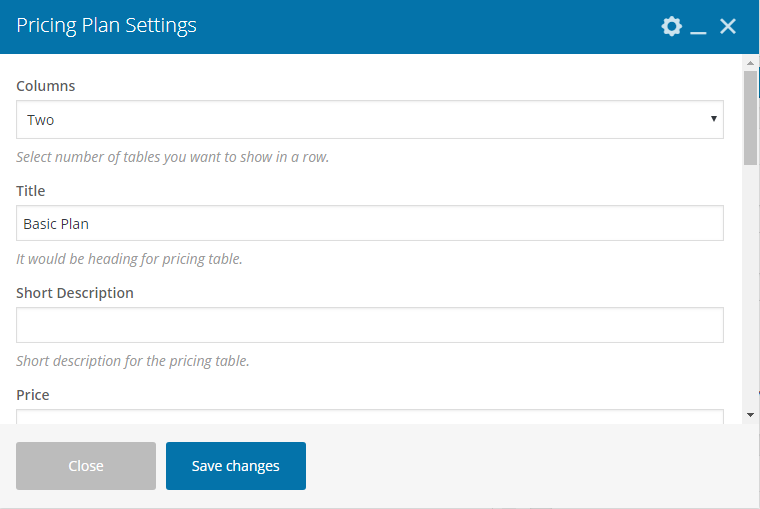 Pricing Plan Settings
Columns
Two
Select number of tables you want to show in a row.
Title
Basic Plan
It would be heading for pricing table.
Short Description
Short description for the pricing table.
Price
Close Save changes